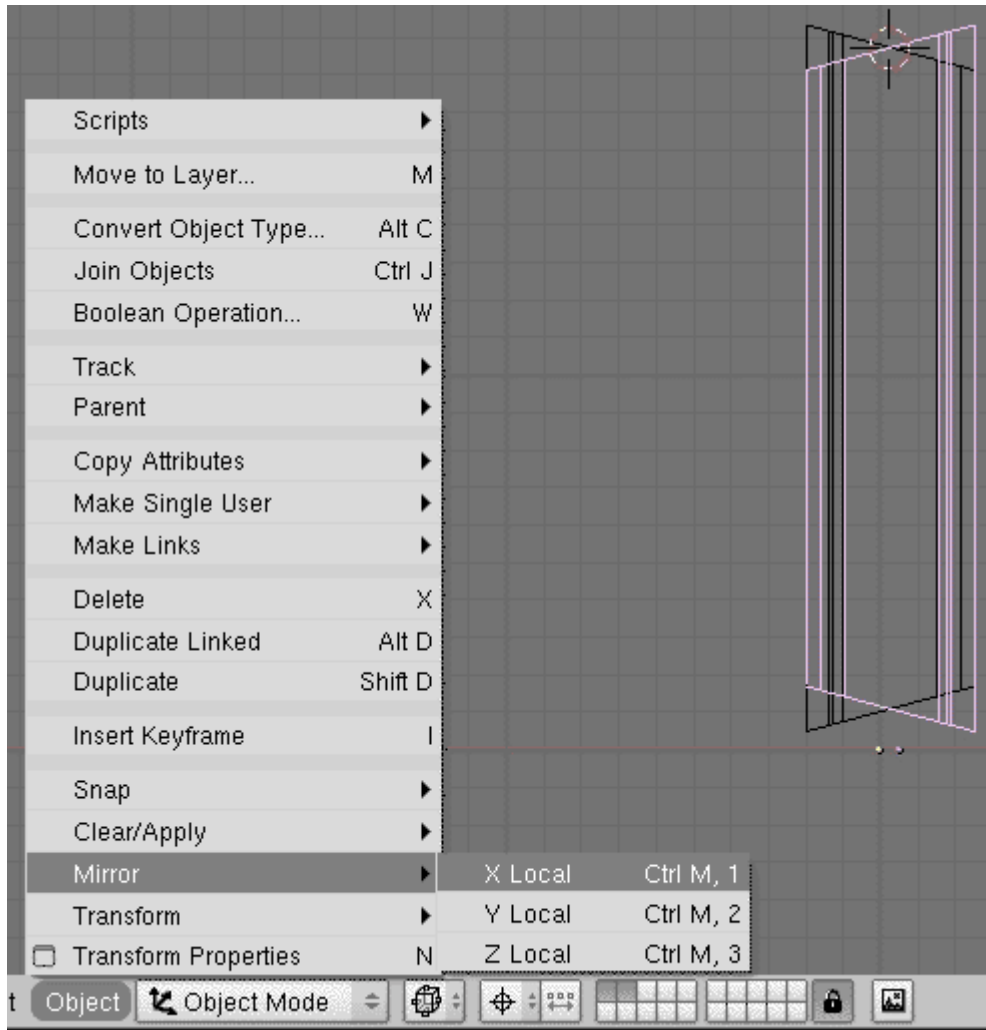 Scripts
Move to Layer... M
Convert Object Type... Alt C
Join Objects Ctrl J
Boolean Operation... W
Track
Parent
Copy Attributes
Make Single User
Make Links
Delete X
Duplicate Linked Alt D
Duplicate Shift D
Insert Keyframe I
Snap
Clear/Apply
Mirror
X Local Ctrl M, 1
Transform
Y Local Ctrl M, 2
Transform Properties N
Z Local Ctrl M, 3
t Object Object Mode